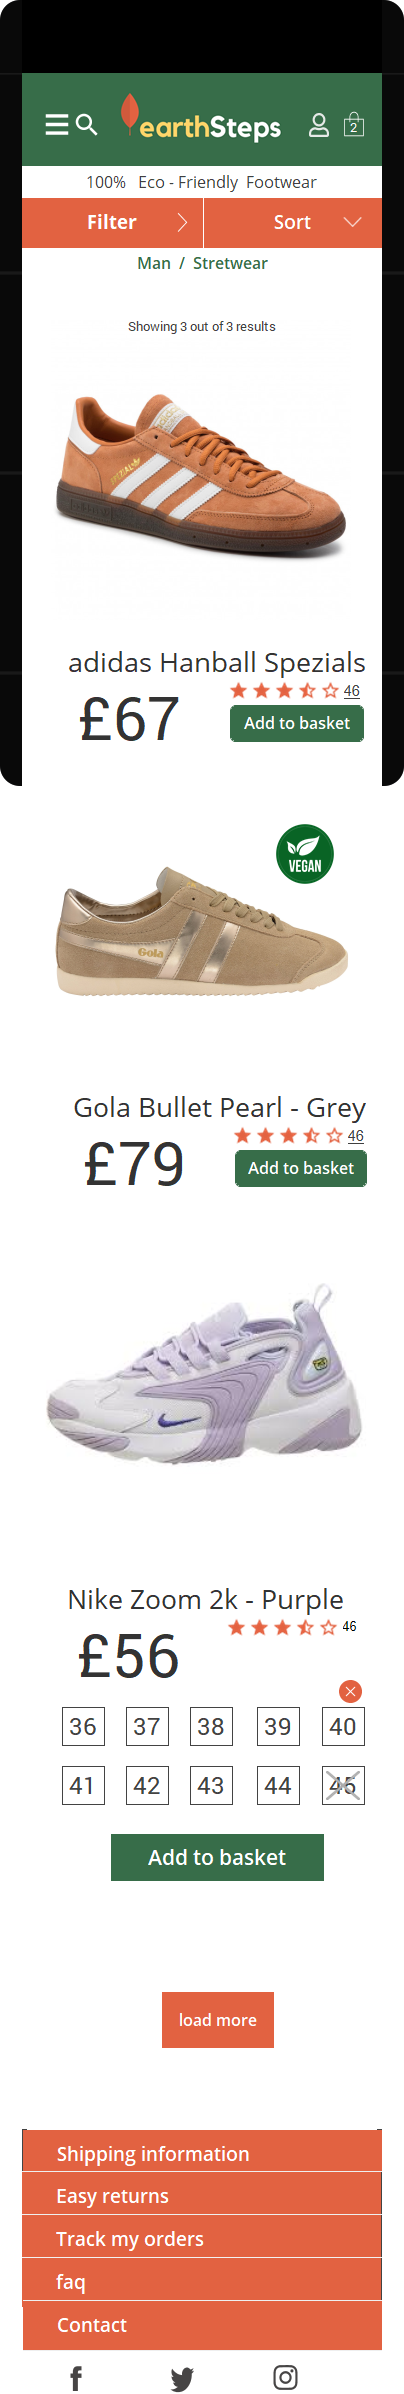 earthSteps
2
100% Eco - Friendly Footwear
Filter
Sort
Man / Stretwear
Showing 3 out of 3 results
SPEZIAL
adidas Hanball Spezials
46
£67
Add to basket
VEGAN
Gola
Gola Bullet Pearl - Grey
46
£79
Add to basket
Nike Zoom 2k - Purple
46
£56
36 37 38 39 40
41 42 43 44 45
Add to basket
load more
Shipping information
Easy returns
Track my orders
faq
Contact